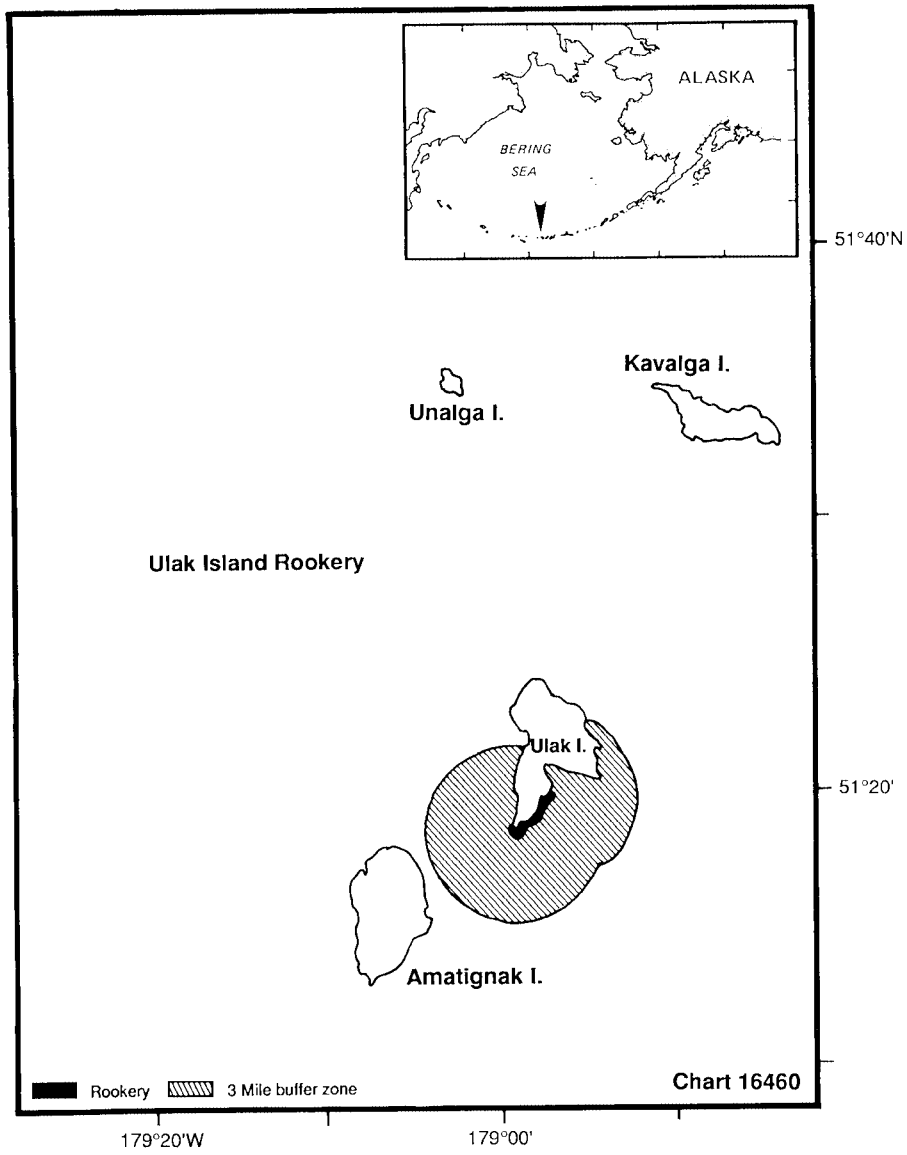 ALASKA
BERING
SEA
51°40'N
Kavalga I.
Unalga I.
Ulak Island Rookery
Ulak I.
51°20'
Amatignak I.
Chart 16460
Rookery
3 Mile buffer zone
179°20'W
179°00'